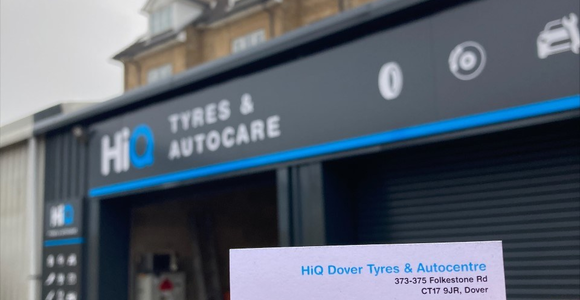 HiQ
TYRES &
AUTOCARE
HiQ
HiQ Dover Tyres & Autocentre
373-375 Folkestone Rd
CT17 9JR, Dover